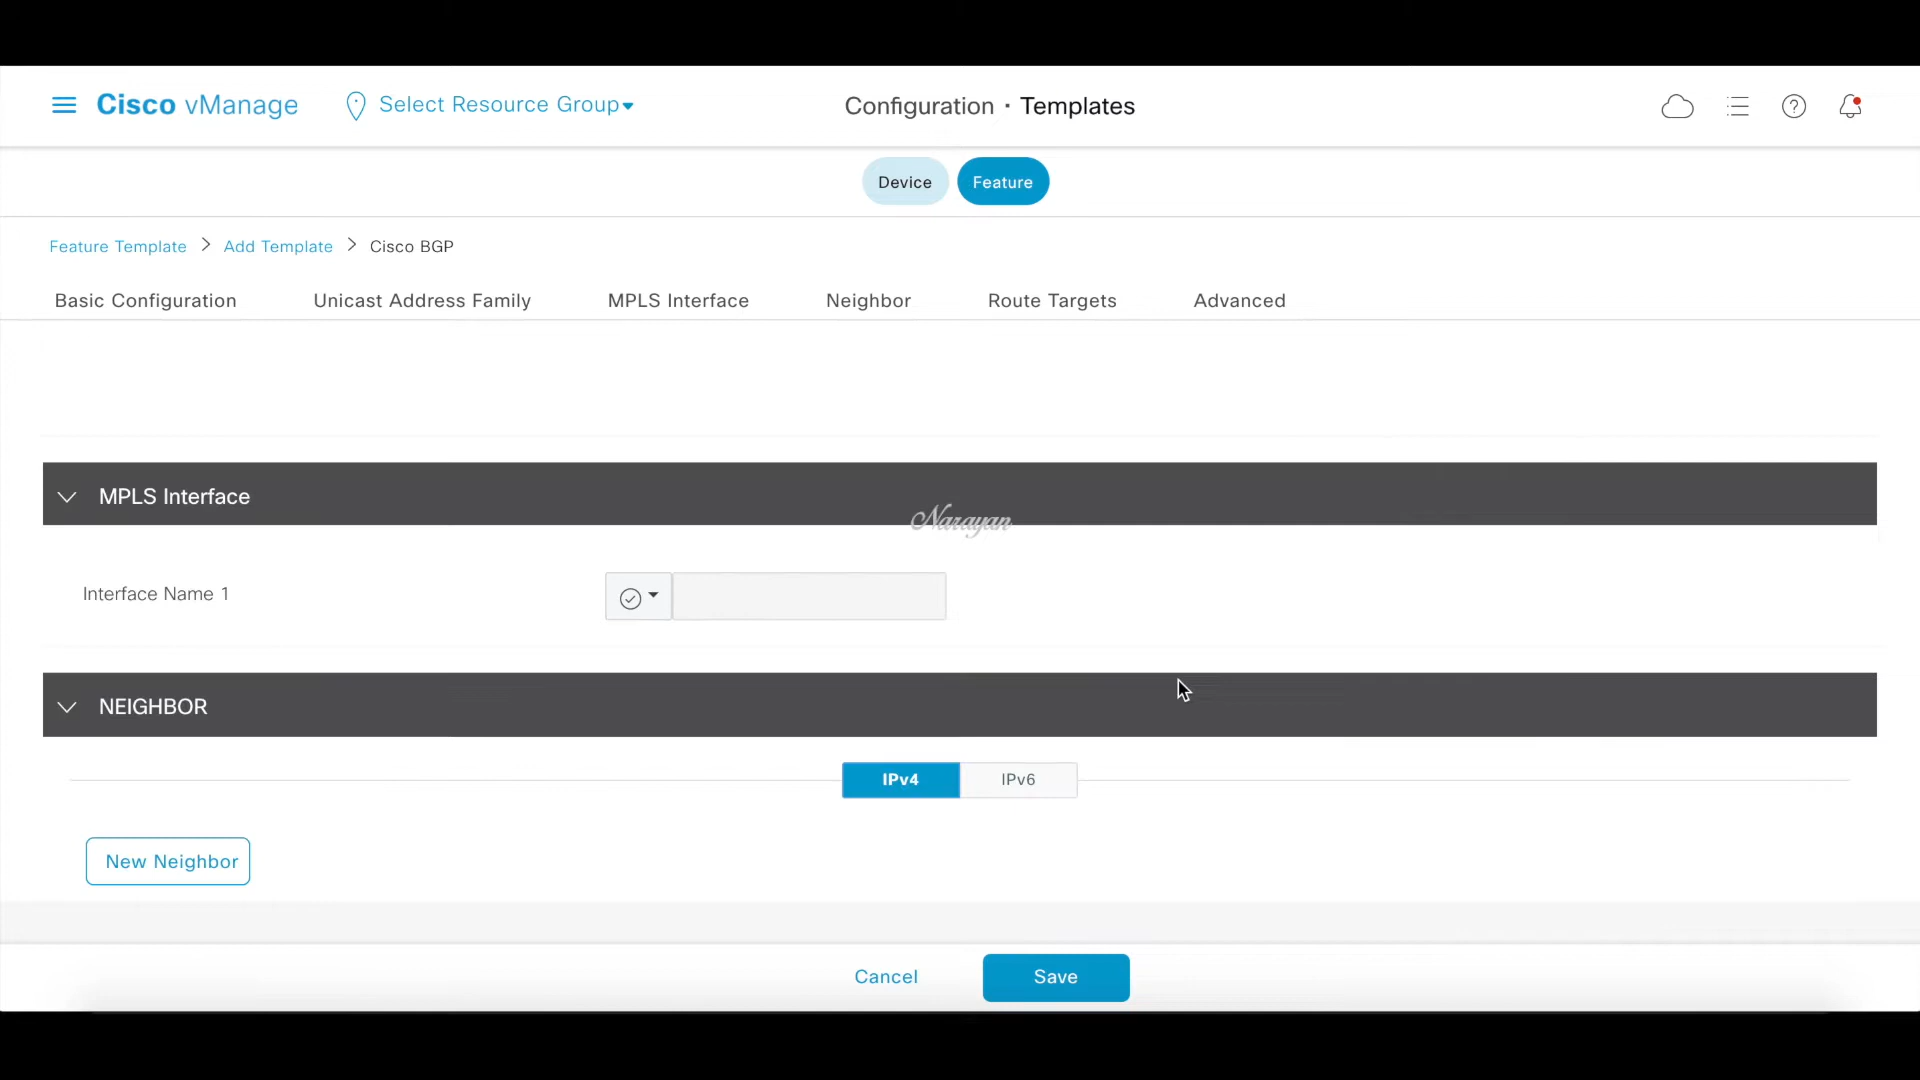 Cisco vManage
Select Resource Group
Configuration · Templates
Device
Feature
Feature Template > Add Template > Cisco BGP
Basic Configuration
Unicast Address Family
MPLS Interface
Neighbor
Route Targets
Advanced
MPLS Interface
Narayan
Interface Name 1
NEIGHBOR
IPv4
IPv6
New Neighbor
Cancel
Save